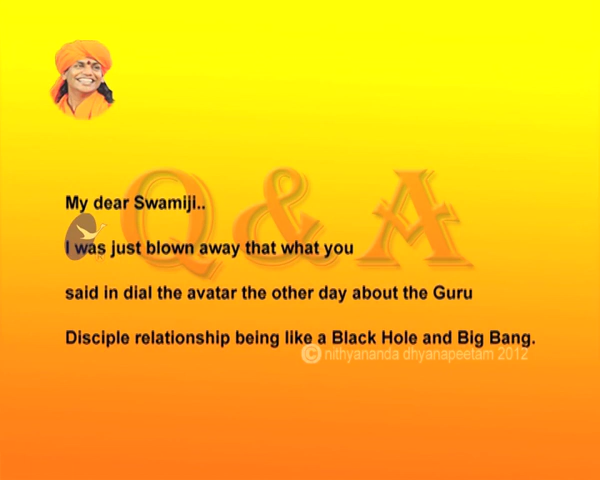 Q & A
My dear Swamiji..
I was just blown away that what you
said in dial the avatar the other day about the Guru
Disciple relationship being like a Black Hole and Big Bang.
© nithyananda dhyanapeetam 2012